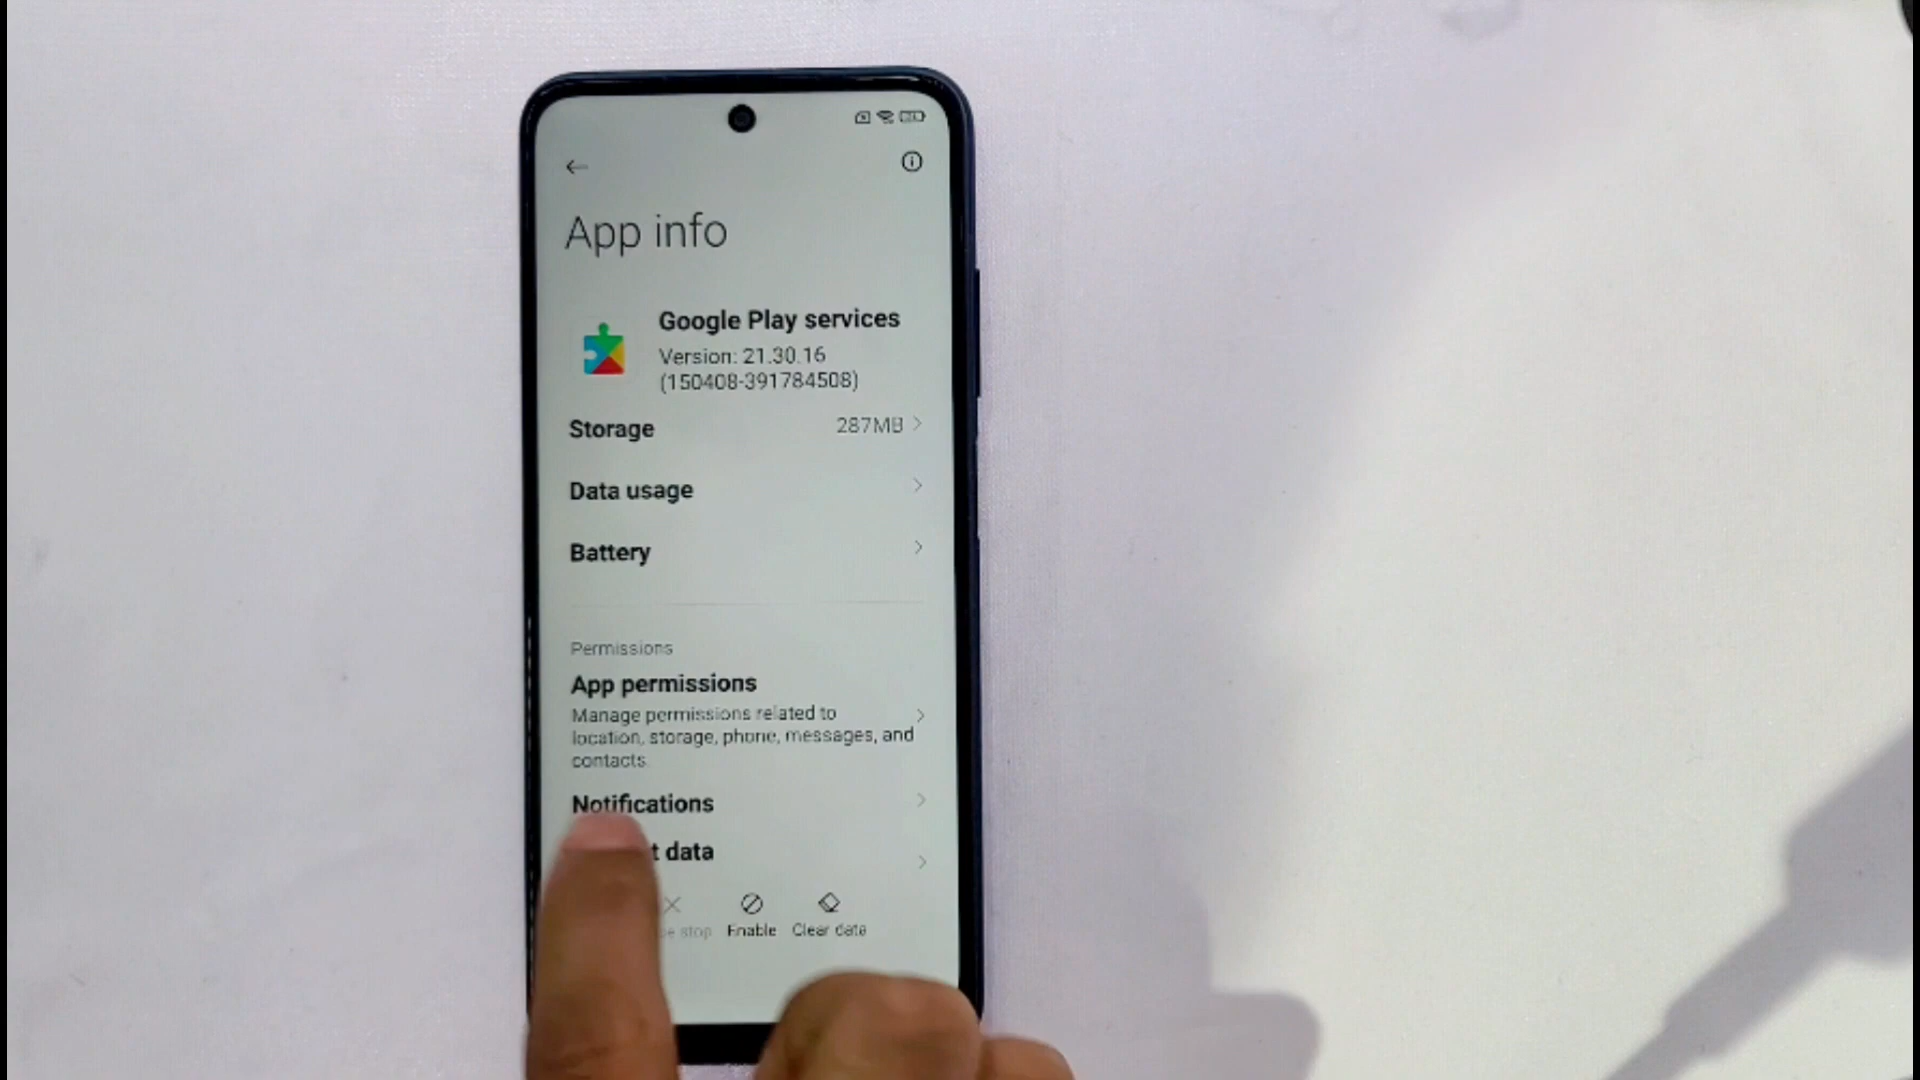 App info
Google Play services
Version: 21.30.16
(150408-391784508)
Storage 287MB
Data usage
Battery
Permissions
App permissions
Manage permissions related to
location, storage, phone, messages, and
contacts
Notifications
data
stop Enable Clear data